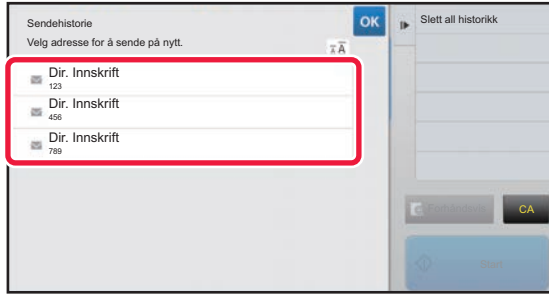 Sendehistorie
OK
Velg adresse for å sende på nytt.
A A
Dir. Innskrift
123
Dir. Innskrift
456
Dir. Innskrift
789
Slett all historikk
CA
Start